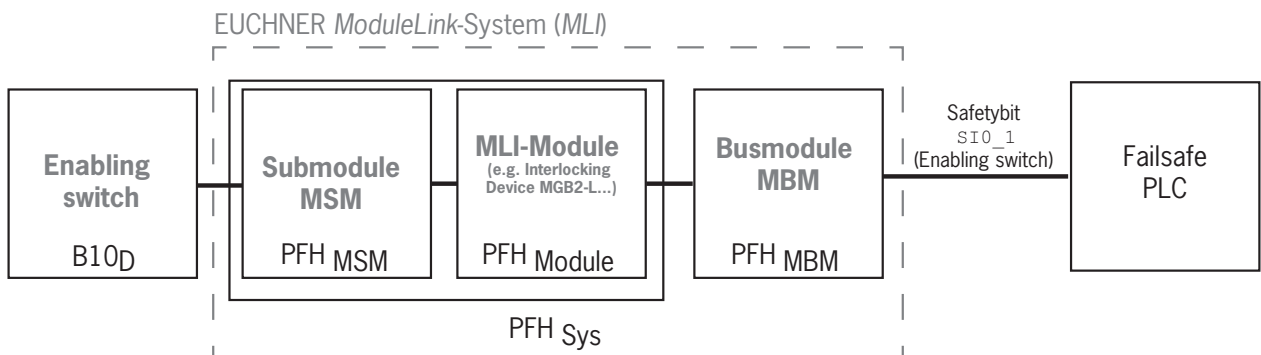 EUCHNER ModuleLink-System (MLI)
Enabling
switch
B10D
Submodule
MSM
PFH MSM
MLI-Module
(e.g. Interlocking
Device MGB2-L...)
PFH Module
PFH Sys
Busmodule
MBM
PFH MBM
Safetybit
SI0_1
(Enabling switch)
Failsafe
PLC